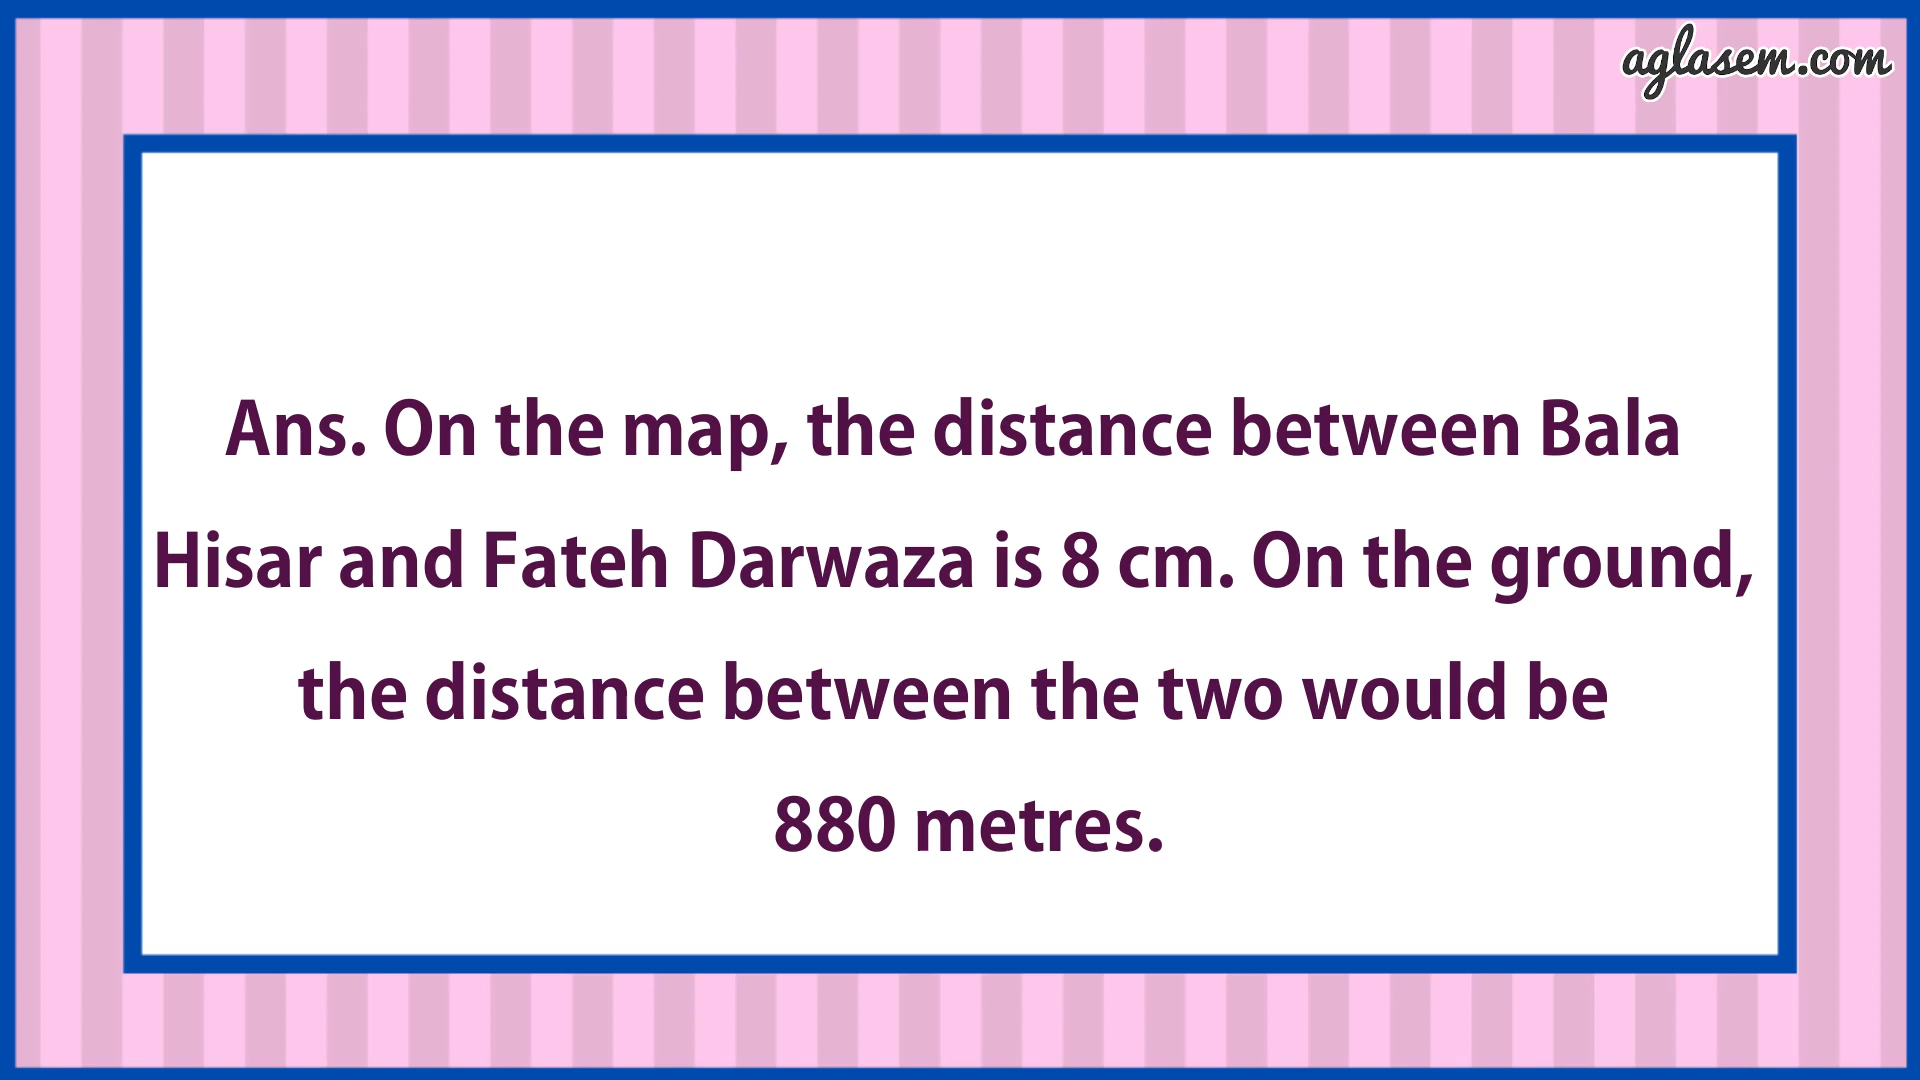 aglasem.com
Ans. On the map, the distance between Bala
Hisar and Fateh Darwaza is 8 cm. On the ground,
the distance between the two would be
880 metres.